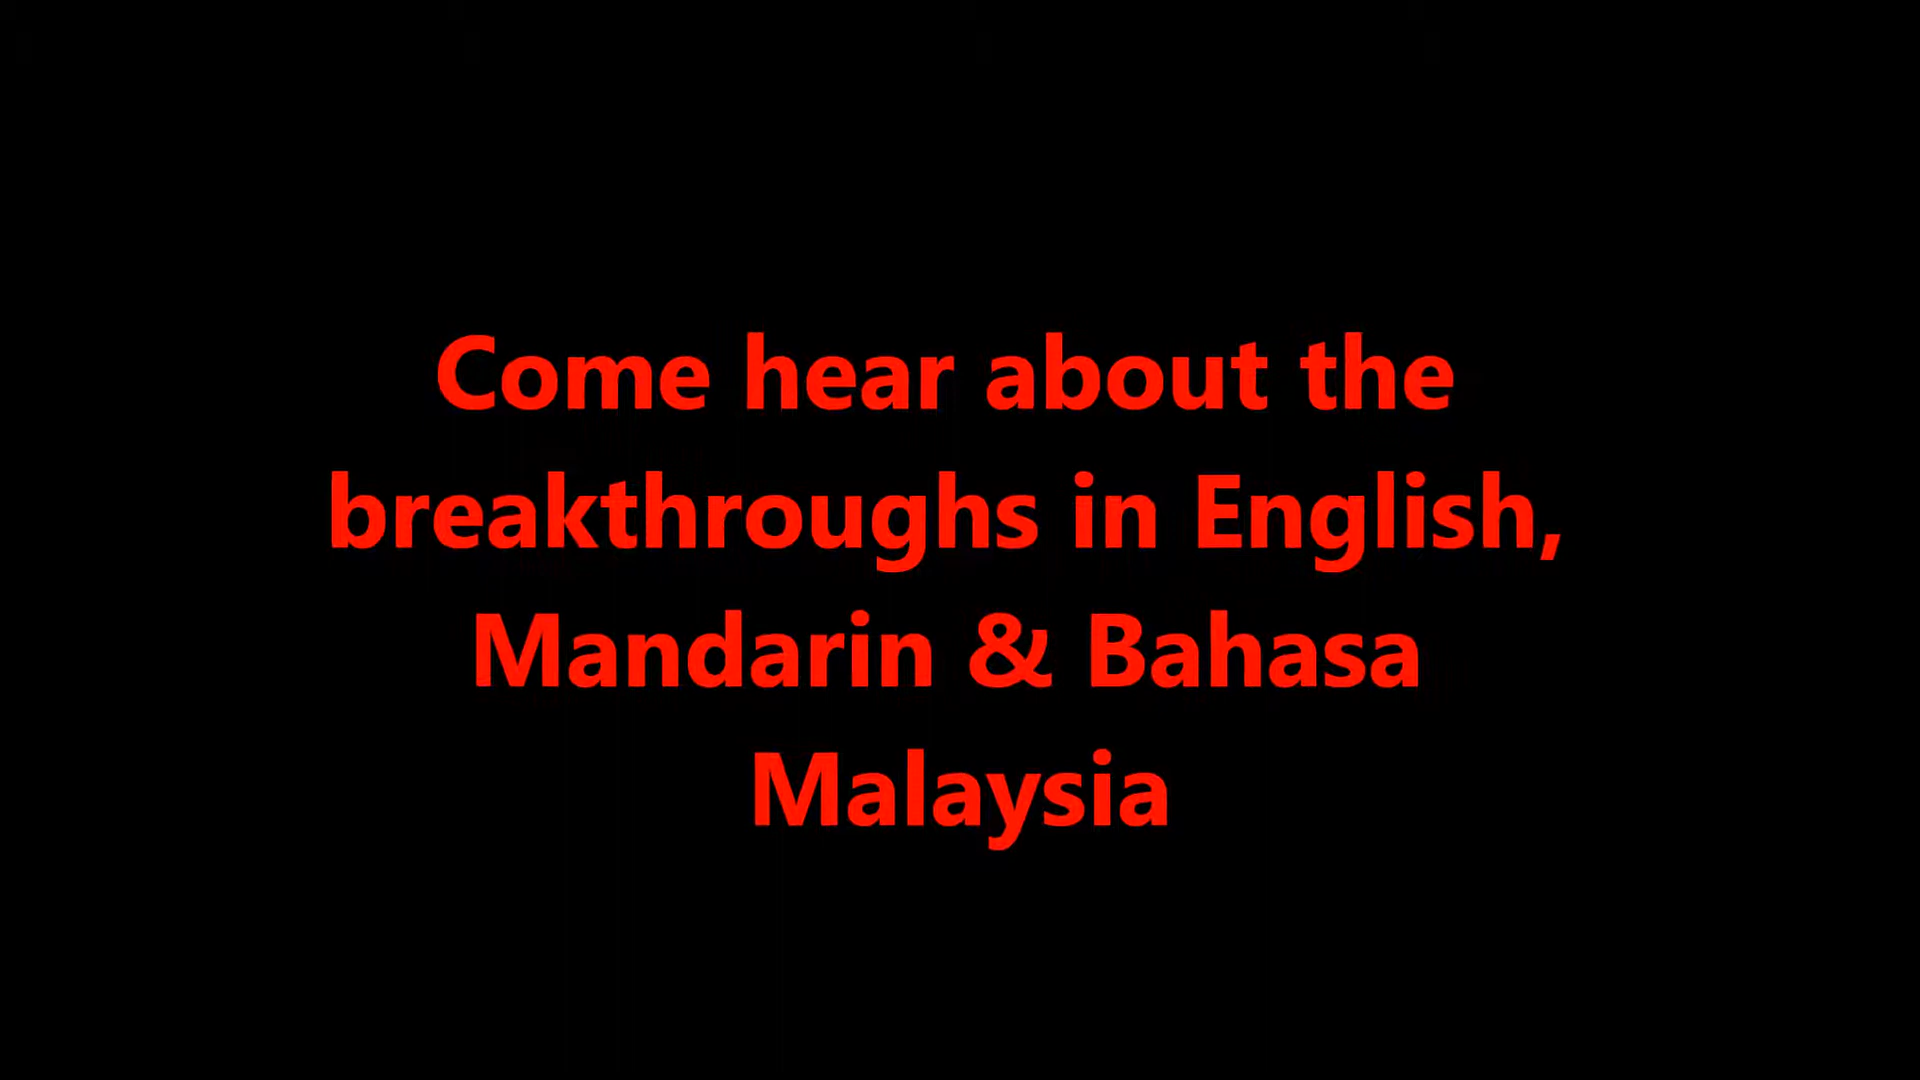 Come hear about the
breakthroughs in English,
Mandarin & Bahasa
Malaysia